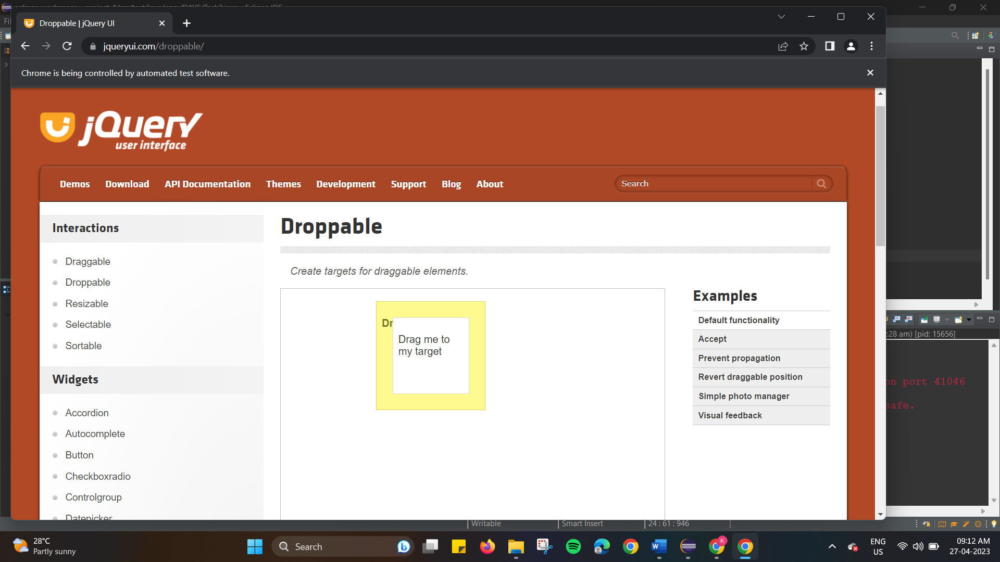 Droppable | jQuery UI
jqueryui.com/droppable/
Chrome is being controlled by automated test software.
jQuery
user interface
Demos Download API Documentation Themes Development Support Blog About
Search
Interactions
Draggable
Droppable
Resizable
Selectable
Sortable
Widgets
Accordion
Autocomplete
Button
Checkboxradio
Controlgroup
Datepicker
Droppable
Create targets for draggable elements.
Dr
Drag me to
my target
Examples
Default functionality
Accept
Prevent propagation
Revert draggable position
Simple photo manager
Visual feedback
:28 am) [pid: 15656]
on port 41046
safe.
Writable Smart Insert 24 : 61 : 946
28°C
Partly sunny
Search
K
ENG
US
09:12 AM
27-04-2023